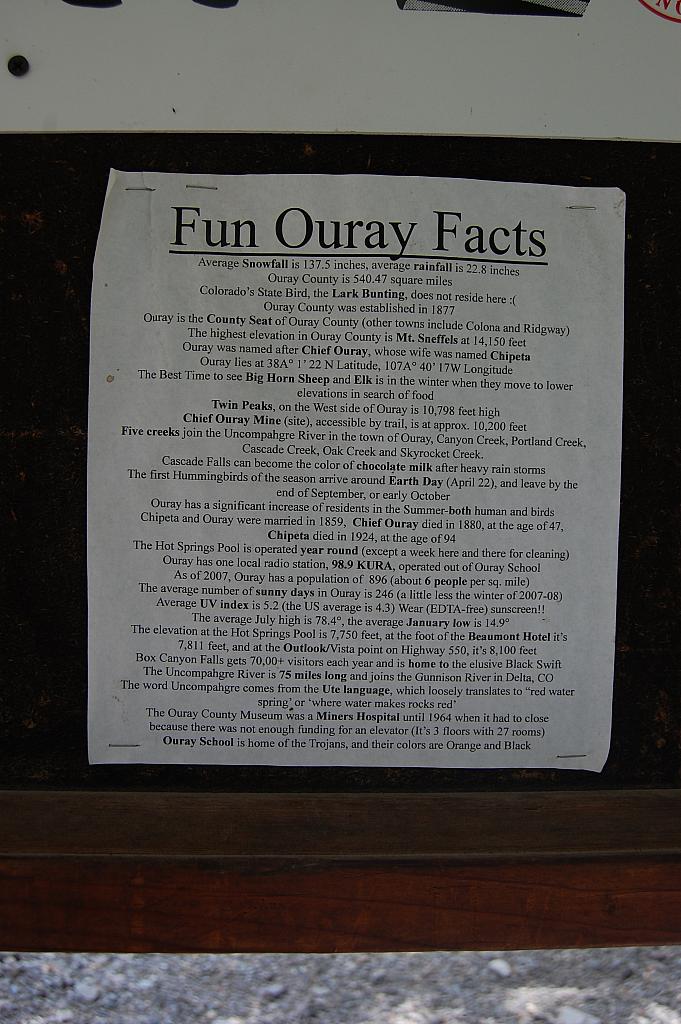 Fun Ouray Facts
Average Snowfall is 137.5 inches, average rainfall is 22.8 inches
Ouray County is 540.47 square miles
Colorado's State Bird, the Lark Bunting, does not reside here :(
Ouray County was established in 1877
Ouray is the County Seat of Ouray County (other towns include Colona and Ridgway)
The highest elevation in Ouray County is Mt. Sneffels at 14,150 feet
Ouray was named after Chief Ouray, whose wife was named Chipeta
Ouray lies at 38A° 1' 22 N Latitude, 107A° 40' 17W Longitude
The Best Time to see Big Horn Sheep and Elk is in the winter when they move to lower
elevations in search of food
Twin Peaks, on the West side of Ouray is 10,798 feet high
Chief Ouray Mine (site), accessible by trail, is at approx. 10,200 feet
Five creeks join the Uncompahgre River in the town of Ouray, Canyon Creek, Portland Creek,
Cascade Creek, Oak Creek and Skyrocket Creek.
Cascade Falls can become the color of chocolate milk after heavy rain storms
The first Hummingbirds of the season arrive around Earth Day (April 22), and leave by the
end of September, or early October
Ouray has a significant increase of residents in the Summer-both human and birds
Chipeta and Ouray were married in 1859, Chief Ouray died in 1880, at the age of 47,
Chipeta died in 1924, at the age of 94
The Hot Springs Pool is operated year round (except a week here and there for cleaning)
Ouray has one local radio station, 98.9 KURA, operated out of Ouray School
As of 2007, Ouray has a population of 896 (about 6 people per sq. mile)
The average number of sunny days in Ouray is 246 (a little less the winter of 2007-08)
Average UV index is 5.2 (the US average is 4.3) Wear (EDTA-free) sunscreen!!
The average July high is 78.4°, the average January low is 14.9°
The elevation at the Hot Springs Pool is 7,750 feet, at the foot of the Beaumont Hotel it's
7,811 feet, and at the Outlook/Vista point on Highway 550, it's 8,100 feet
Box Canyon Falls gets 70,00+ visitors each year and is home to the elusive Black Swift
The Uncompahgre River is 75 miles long and joins the Gunnison River in Delta, CO
The word Uncompahgre comes from the Ute language, which loosely translates to "red water
spring' or 'where water makes rocks red'
The Ouray County Museum was a Miners Hospital until 1964 when it had to close
because there was not enough funding for an elevator (It's 3 floors with 27 rooms)
Ouray School is home of the Trojans, and their colors are Orange and Black